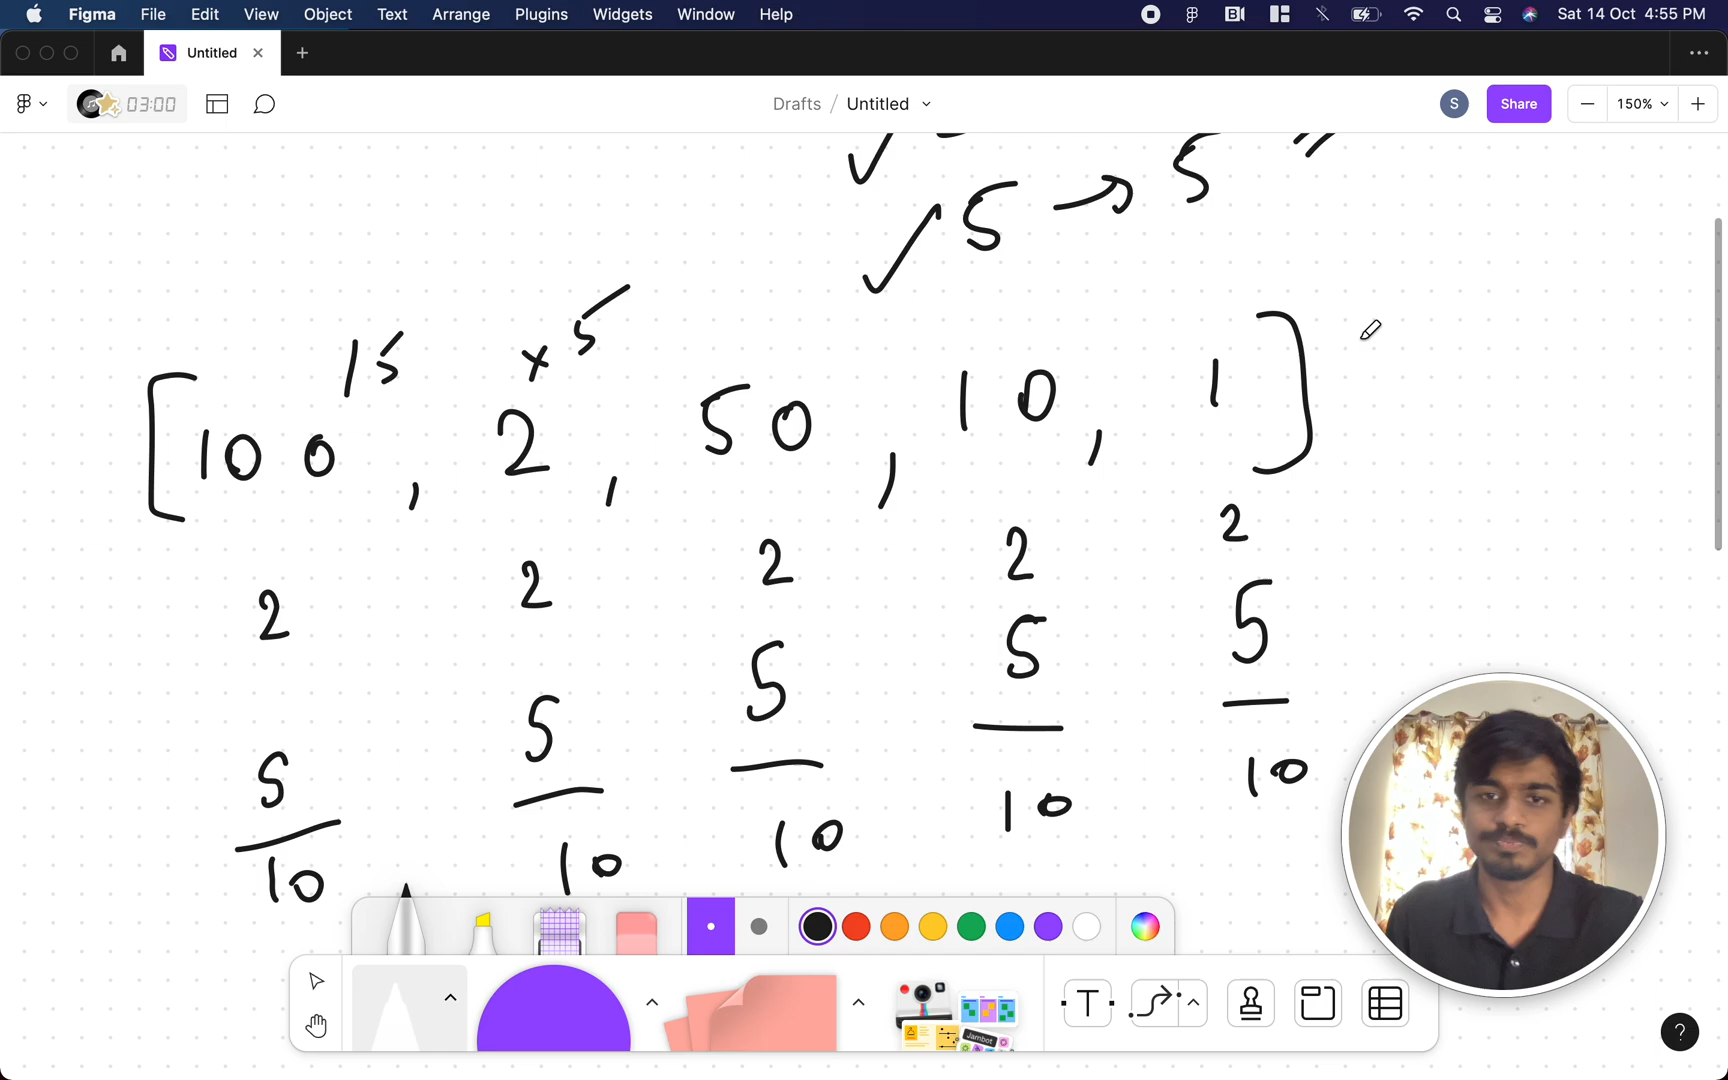 Figma File Edit View Object Text Arrange Plugins Widgets Window Help Sat 14 Oct 4:55 PM
Untitled
03:00 Drafts / Untitled S Share 150%
5 → 5
15 × 5
[100, 2, 50, 10, 1]
2 2 2 2 2
5 5 5 5 5
10 10 10 10 10
T
Jambot
?